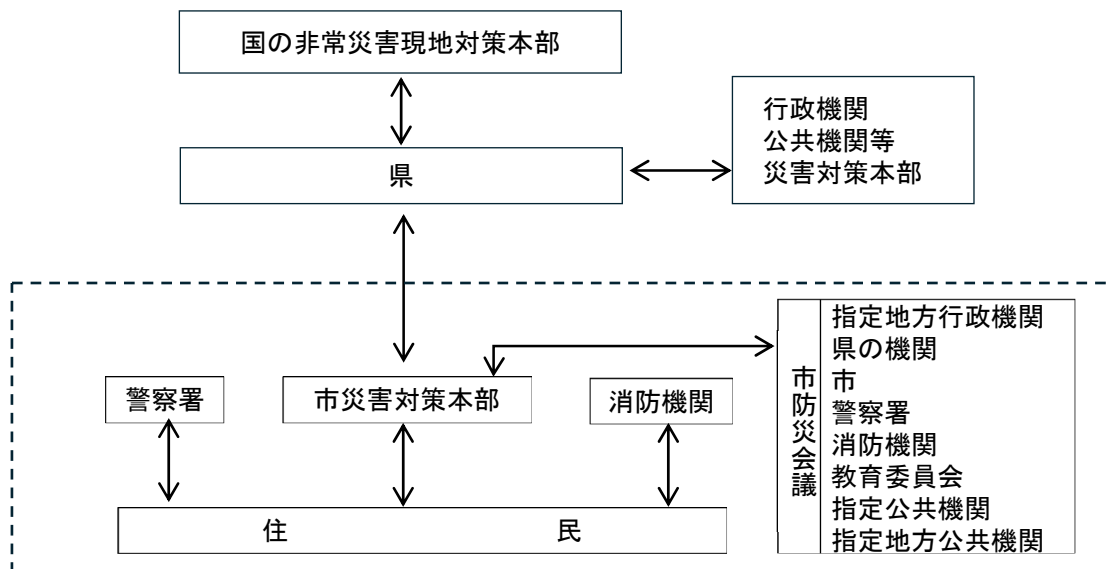 国の非常災害現地対策本部
行政機関
公共機関等
災害対策本部
県
警察署
市災害対策本部
消防機関
住 民
市防災会議
指定地方行政機関
県の機関
市
警察署
消防機関
教育委員会
指定公共機関
指定地方公共機関